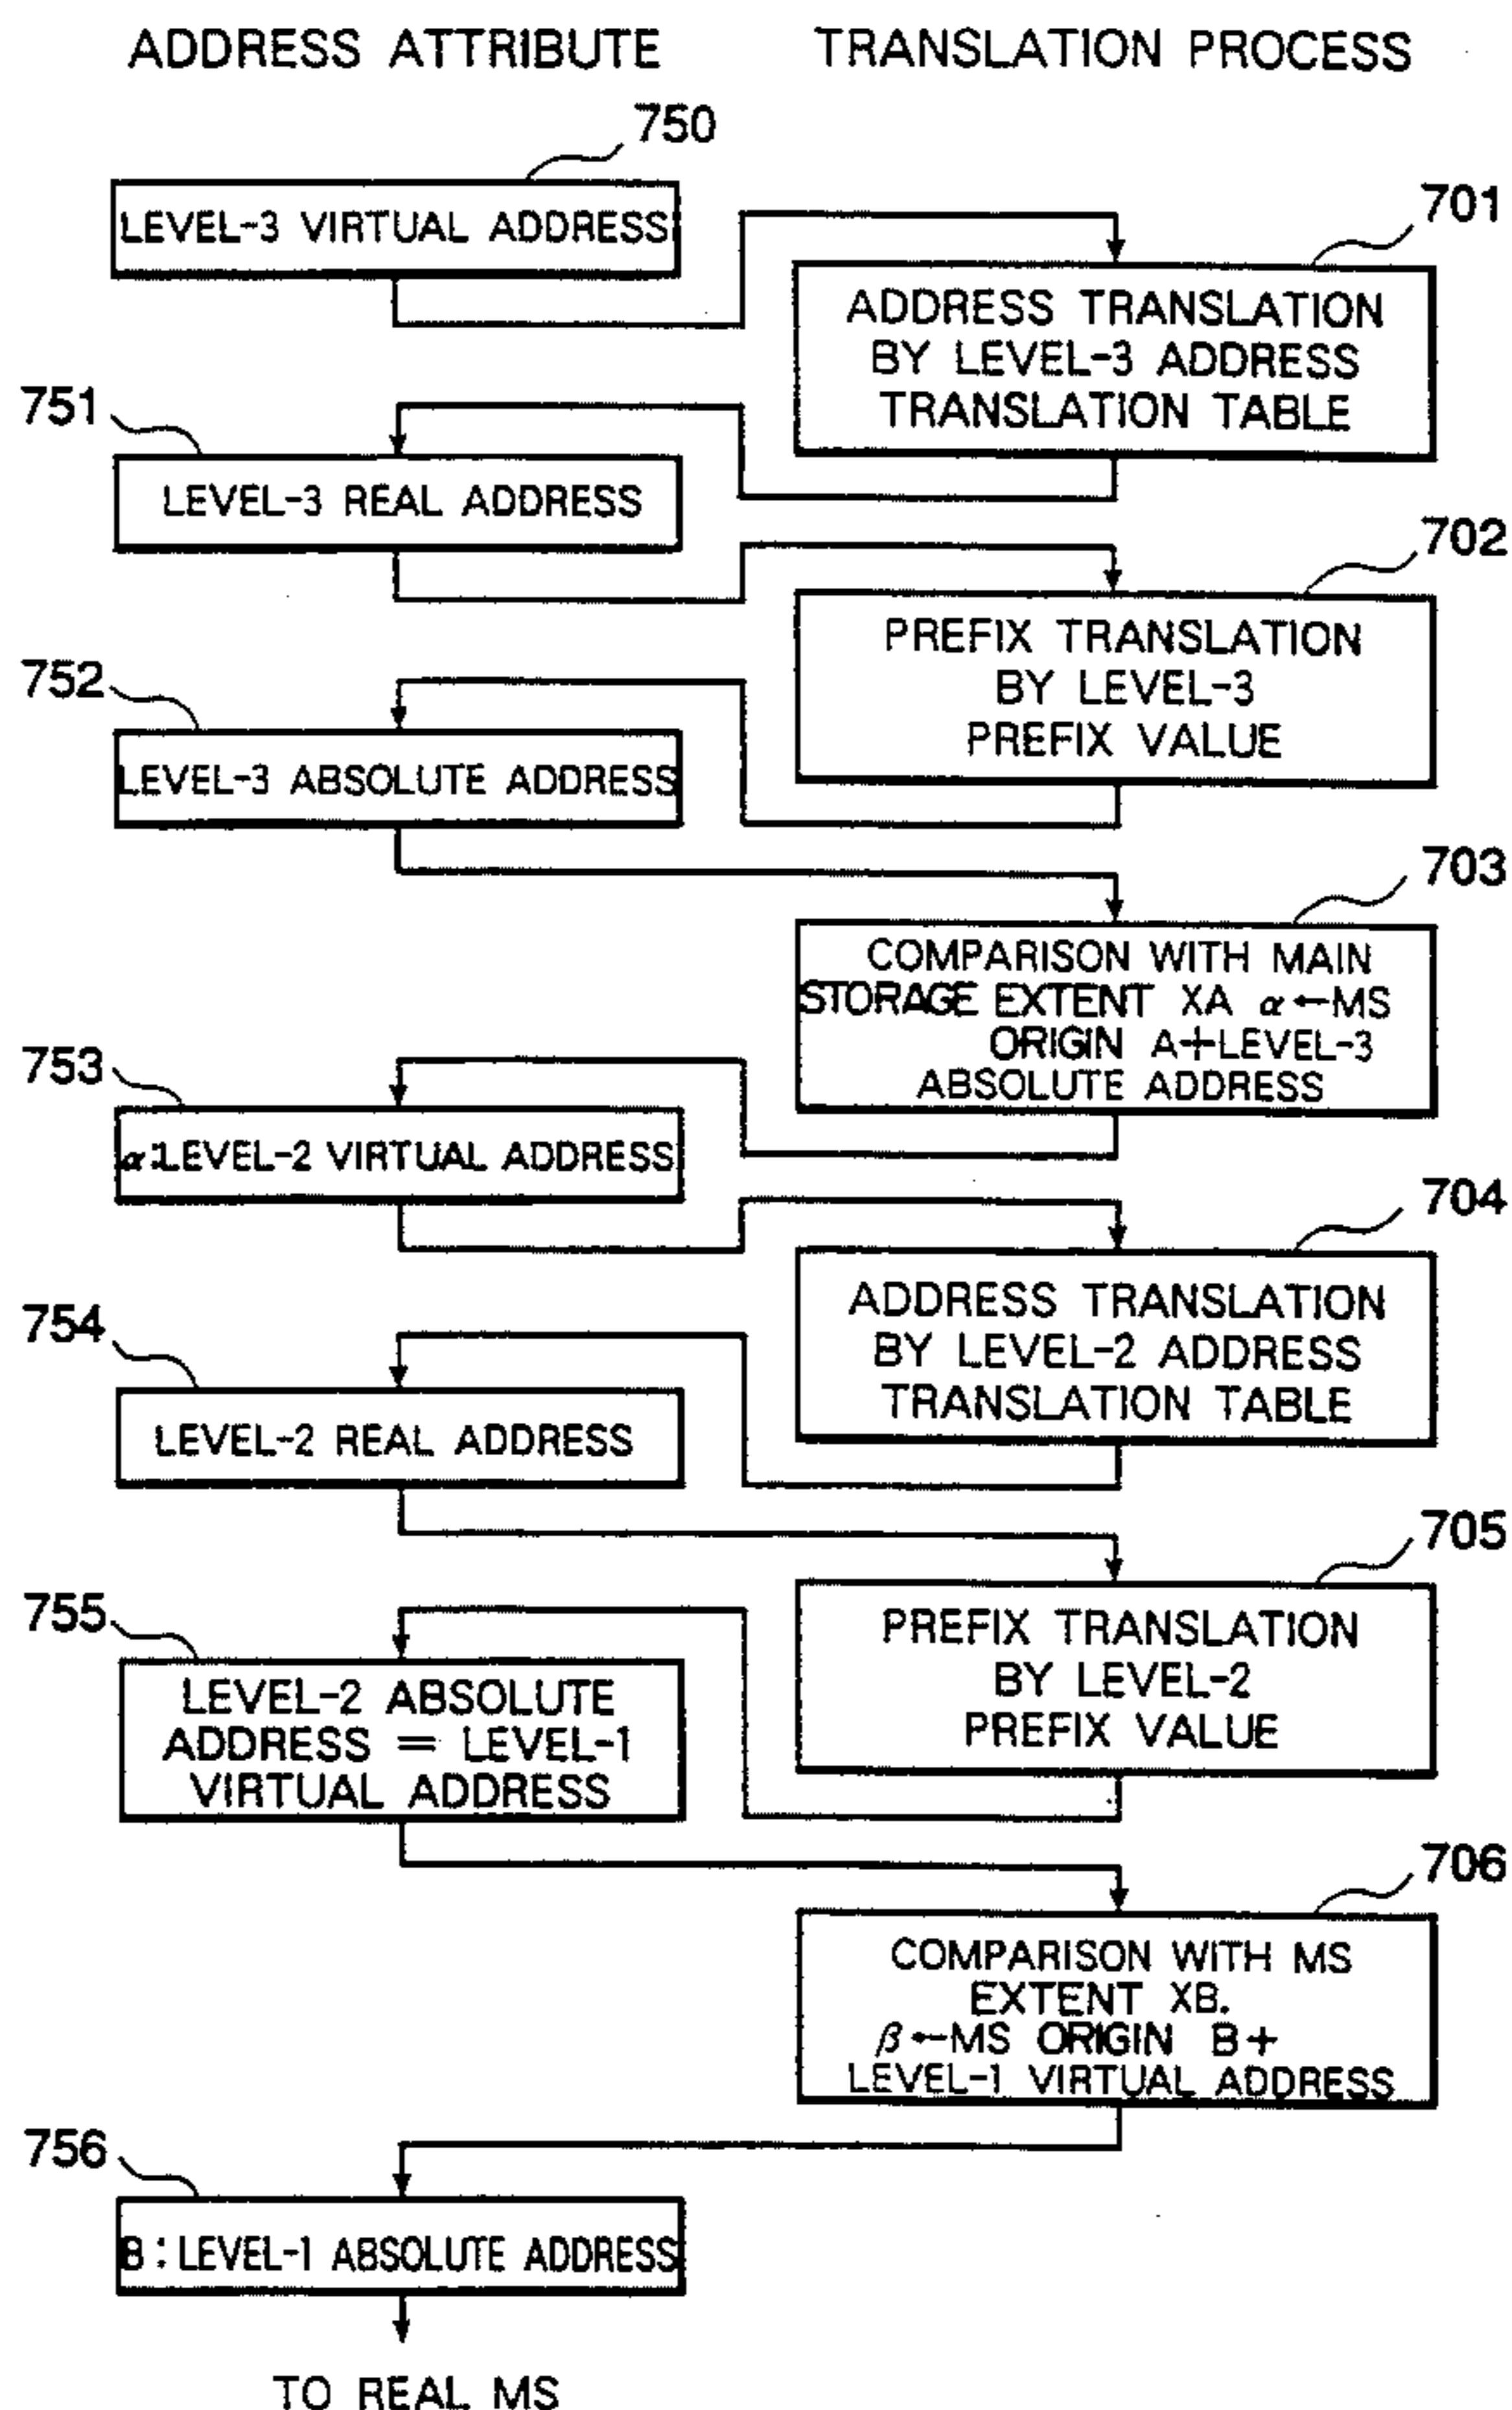 ADDRESS ATTRIBUTE
TRANSLATION PROCESS
750
LEVEL-3 VIRTUAL ADDRESS
701
ADDRESS TRANSLATION
BY LEVEL-3 ADDRESS
TRANSLATION TABLE
751
LEVEL-3 REAL ADDRESS
702
PREFIX TRANSLATION
BY LEVEL-3
PREFIX VALUE
752
LEVEL-3 ABSOLUTE ADDRESS
703
COMPARISON WITH MAIN
STORAGE EXTENT XA α←MS
ORIGIN A+LEVEL-3
ABSOLUTE ADDRESS
753
α:LEVEL-2 VIRTUAL ADDRESS
704
ADDRESS TRANSLATION
BY LEVEL-2 ADDRESS
TRANSLATION TABLE
754
LEVEL-2 REAL ADDRESS
705
PREFIX TRANSLATION
BY LEVEL-2
PREFIX VALUE
755
LEVEL-2 ABSOLUTE
ADDRESS = LEVEL-1
VIRTUAL ADDRESS
706
COMPARISON WITH MS
EXTENT XB.
β←MS ORIGIN B+
LEVEL-1 VIRTUAL ADDRESS
756
B:LEVEL-1 ABSOLUTE ADDRESS
TO REAL MS